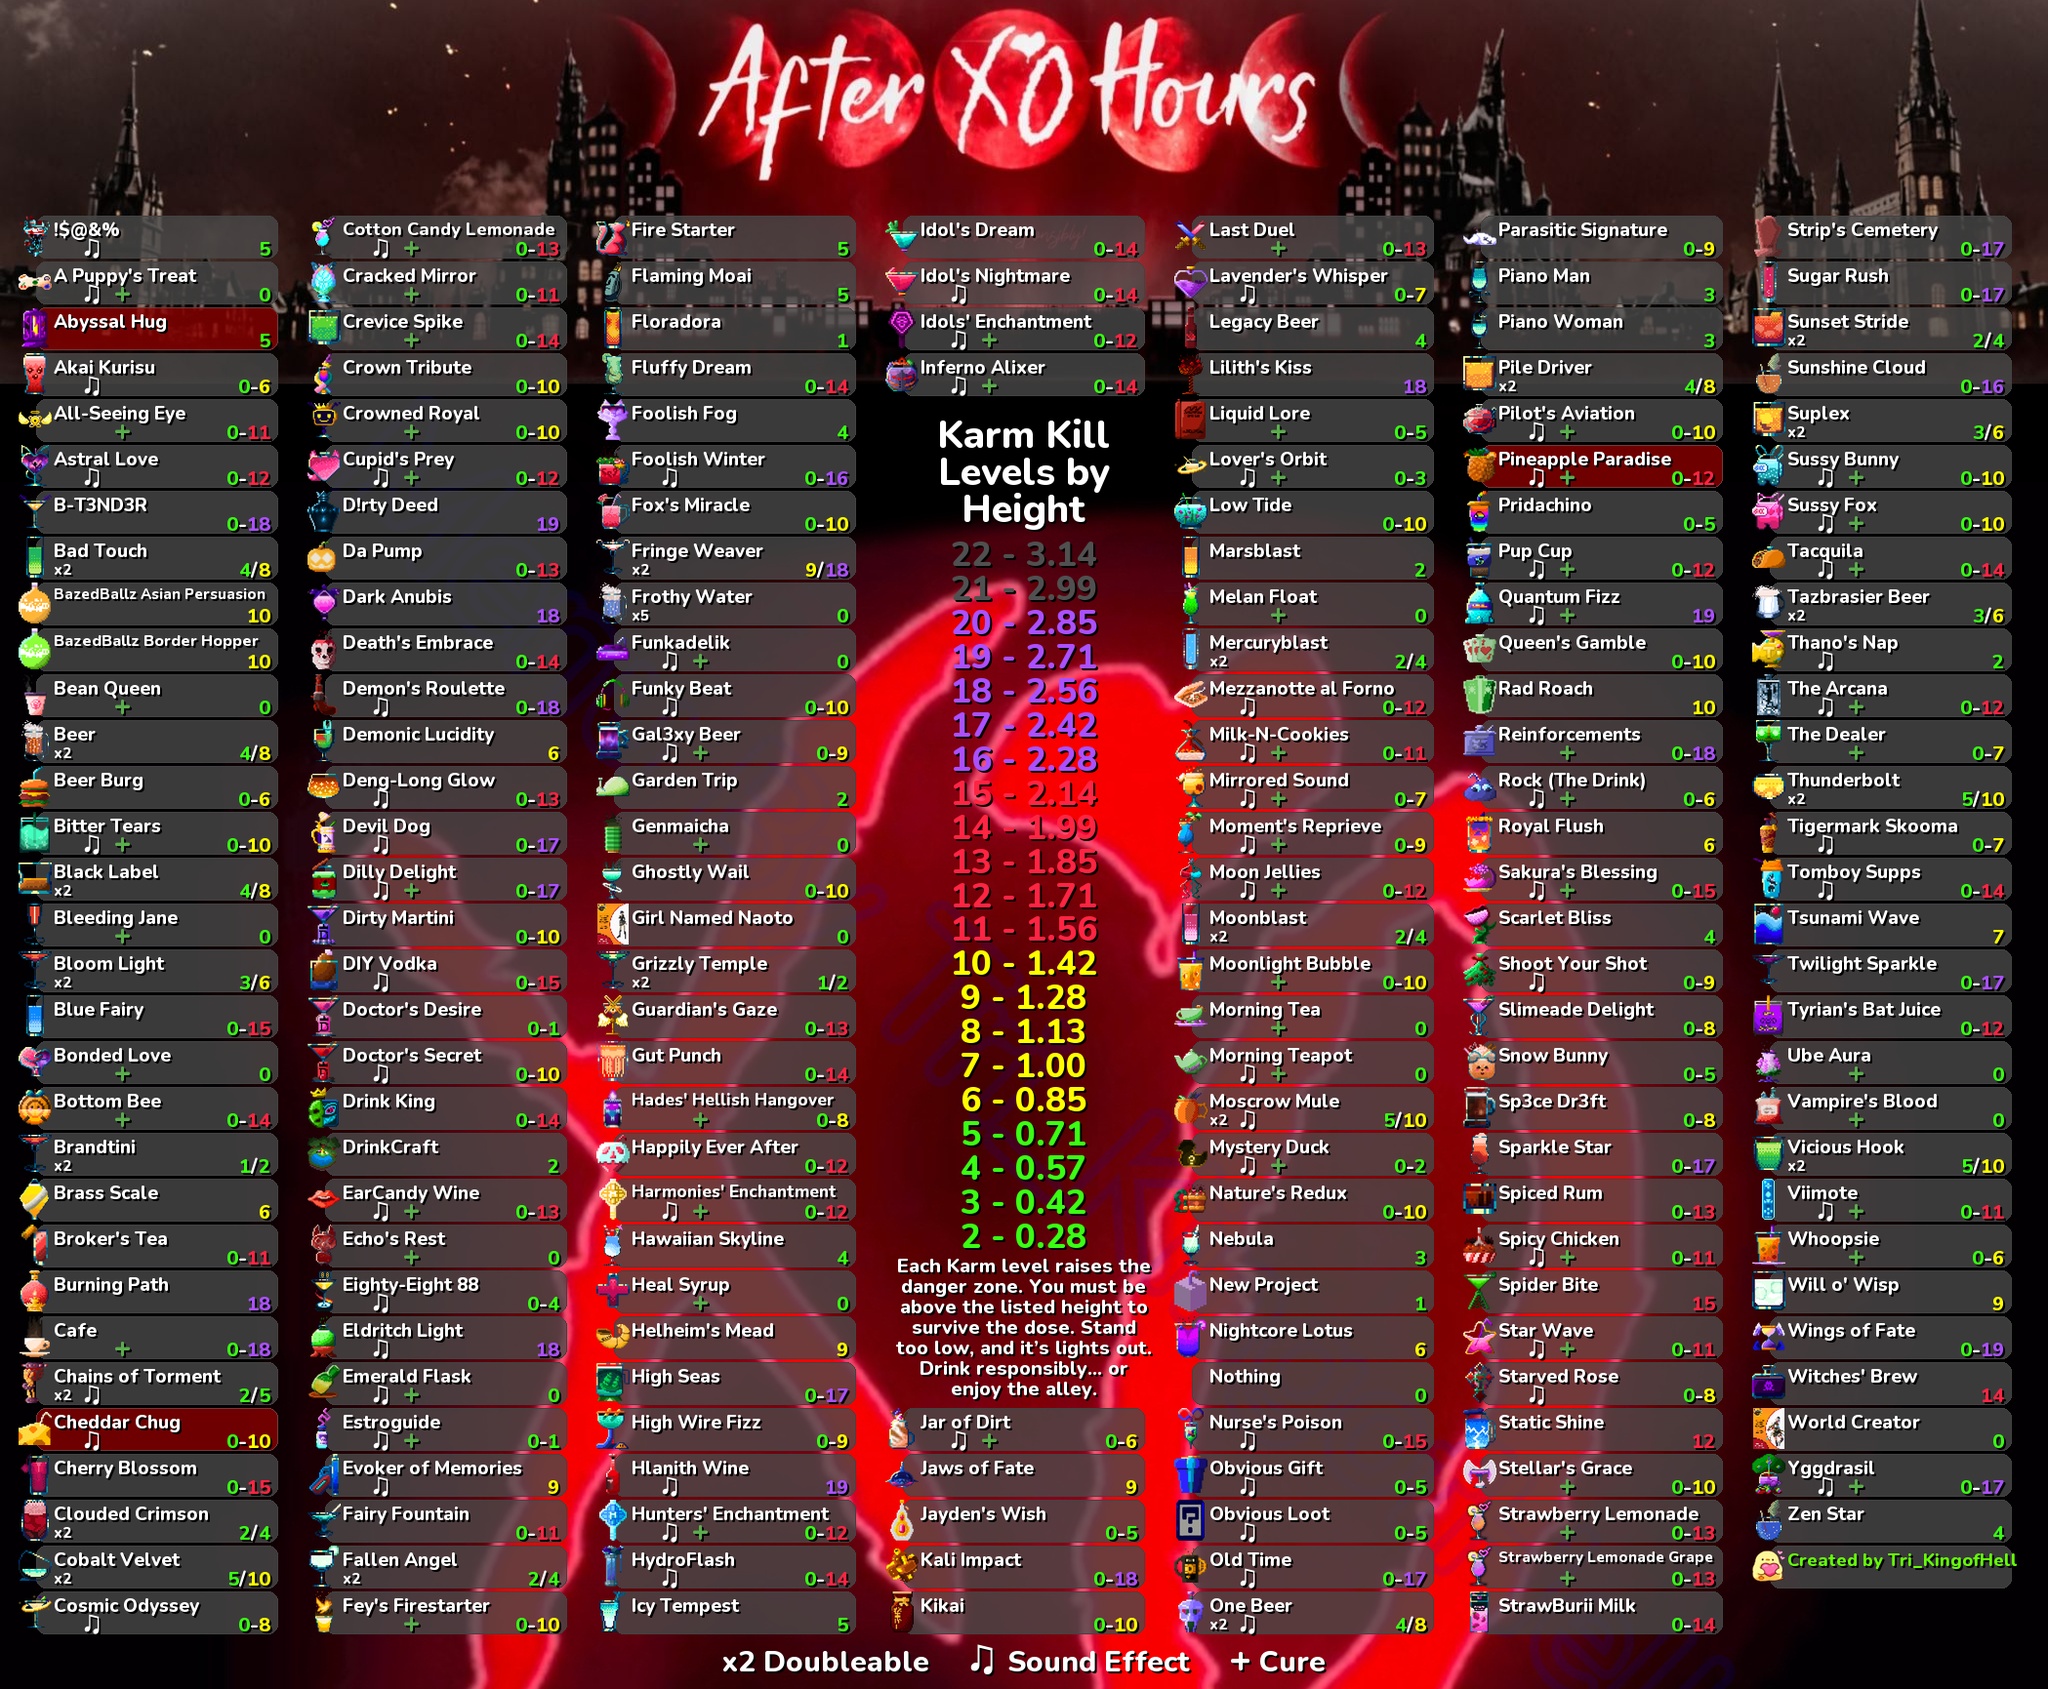 After XO Hours
!$@&%
♫ 5
A Puppy's Treat
♫ + 0
Abyssal Hug
5
Akai Kurisu
♫ 0-6
All-Seeing Eye
+ 0-11
Astral Love
♫ 0-12
B-T3ND3R
0-18
Bad Touch
x2 4/8
BazedBallz Asian Persuasion
10
BazedBallz Border Hopper
10
Bean Queen
+ 0
Beer
x2 4/8
Beer Burg
0-6
Bitter Tears
♫ + 0-10
Black Label
x2 4/8
Bleeding Jane
+ 0
Bloom Light
x2 3/6
Blue Fairy
0-15
Bonded Love
+ 0
Bottom Bee
+ 0-14
Brandtini
x2 1/2
Brass Scale
6
Broker's Tea
0-11
Burning Path
18
Cafe
+ 0-18
Chains of Torment
x2 ♫ 2/5
Cheddar Chug
♫ 0-10
Cherry Blossom
0-15
Clouded Crimson
x2 2/4
Cobalt Velvet
x2 5/10
Cosmic Odyssey
♫ 0-8
Cotton Candy Lemonade
♫ + 0-13
Cracked Mirror
+ 0-11
Crevice Spike
+ 0-14
Crown Tribute
0-10
Crowned Royal
0-10
Cupid's Prey
♫ + 0-12
D!rty Deed
19
Da Pump
0-13
Dark Anubis
18
Death's Embrace
0-14
Demon's Roulette
♫ 0-18
Demonic Lucidity
6
Deng-Long Glow
♫ 0-13
Devil Dog
♫ 0-17
Dilly Delight
♫ + 0-17
Dirty Martini
0-10
DIY Vodka
♫ 0-15
Doctor's Desire
0-1
Doctor's Secret
♫ 0-10
Drink King
0-14
DrinkCraft
2
EarCandy Wine
♫ + 0-13
Echo's Rest
+ 0
Eighty-Eight 88
♫ 0-4
Eldritch Light
♫ 18
Emerald Flask
♫ + 0
Estroguide
♫ + 0-1
Evoker of Memories
♫ 9
Fairy Fountain
0-11
Fallen Angel
x2 2/4
Fey's Firestarter
+ 0-10
Fire Starter
5
Flaming Moai
5
Floradora
1
Fluffy Dream
0-14
Foolish Fog
4
Foolish Winter
♫ 0-16
Fox's Miracle
0-10
Fringe Weaver
x2 9/18
Frothy Water
x5 0
Funkadelik
♫ + 0
Funky Beat
♫ 0-10
Gal3xy Beer
♫ + 0-9
Garden Trip
2
Genmaicha
+ 0
Ghostly Wail
0-10
Girl Named Naoto
0
Grizzly Temple
x2 1/2
Guardian's Gaze
0-13
Gut Punch
0-14
Hades' Hellish Hangover
+ 0-8
Happily Ever After
0-12
Harmonies' Enchantment
♫ + 0-12
Hawaiian Skyline
4
Heal Syrup
+ 0
Helheim's Mead
9
High Seas
0-17
High Wire Fizz
0-9
Hlanith Wine
19
Hunters' Enchantment
♫ + 0-12
HydroFlash
♫ 0-14
Icy Tempest
5
Idol's Dream
0-14
Idol's Nightmare
♫ 0-14
Idols' Enchantment
♫ + 0-12
Inferno Alixer
♫ + 0-14
Karm Kill
Levels by
Height
22 - 3.14
21 - 2.99
20 - 2.85
19 - 2.71
18 - 2.56
17 - 2.42
16 - 2.28
15 - 2.14
14 - 1.99
13 - 1.85
12 - 1.71
11 - 1.56
10 - 1.42
9 - 1.28
8 - 1.13
7 - 1.00
6 - 0.85
5 - 0.71
4 - 0.57
3 - 0.42
2 - 0.28
Each Karm level raises the
danger zone. You must be
above the listed height to
survive the dose. Stand
too low, and it's lights out.
Drink responsibly... or
enjoy the alley.
Jar of Dirt
♫ + 0-6
Jaws of Fate
9
Jayden's Wish
0-5
Kali Impact
0-18
Kikai
0-10
Last Duel
+ 0-13
Lavender's Whisper
♫ 0-7
Legacy Beer
4
Lilith's Kiss
18
Liquid Lore
+ 0-5
Lover's Orbit
♫ + 0-3
Low Tide
0-10
Marsblast
2
Melan Float
+ 0
Mercuryblast
x2 2/4
Mezzanotte al Forno
♫ 0-12
Milk-N-Cookies
♫ + 0-11
Mirrored Sound
♫ + 0-7
Moment's Reprieve
♫ + 0-9
Moon Jellies
♫ + 0-12
Moonblast
x2 2/4
Moonlight Bubble
+ 0-10
Morning Tea
+ 0
Morning Teapot
+ 0
Moscrow Mule
x2 ♫ 5/10
Mystery Duck
♫ + 0-2
Nature's Redux
0-10
Nebula
3
New Project
1
Nightcore Lotus
6
Nothing
0
Nurse's Poison
♫ 0-15
Obvious Gift
♫ 0-5
Obvious Loot
♫ 0-5
Old Time
♫ 0-17
One Beer
x2 ♫ 4/8
Parasitic Signature
0-9
Piano Man
3
Piano Woman
3
Pile Driver
x2 4/8
Pilot's Aviation
♫ + 0-10
Pineapple Paradise
♫ + 0-12
Pridachino
0-5
Pup Cup
♫ + 0-12
Quantum Fizz
♫ + 19
Queen's Gamble
0-10
Rad Roach
10
Reinforcements
+ 0-18
Rock (The Drink)
♫ + 0-6
Royal Flush
6
Sakura's Blessing
♫ + 0-15
Scarlet Bliss
4
Shoot Your Shot
♫ 0-9
Slimeade Delight
0-8
Snow Bunny
0-5
Sp3ce Dr3ft
0-8
Sparkle Star
0-17
Spiced Rum
0-13
Spicy Chicken
♫ + 0-11
Spider Bite
15
Star Wave
♫ + 0-11
Starved Rose
♫ 0-8
Static Shine
12
Stellar's Grace
+ 0-10
Strawberry Lemonade
+ 0-13
Strawberry Lemonade Grape
+ 0-13
StrawBurii Milk
0-14
Strip's Cemetery
0-17
Sugar Rush
0-17
Sunset Stride
x2 2/4
Sunshine Cloud
0-16
Suplex
x2 3/6
Sussy Bunny
♫ + 0-10
Sussy Fox
♫ + 0-10
Tacquila
♫ + 0-14
Tazbrasier Beer
x2 3/6
Thano's Nap
♫ 2
The Arcana
♫ + 0-12
The Dealer
+ 0-7
Thunderbolt
x2 5/10
Tigermark Skooma
♫ 0-7
Tomboy Supps
♫ 0-14
Tsunami Wave
7
Twilight Sparkle
0-17
Tyrian's Bat Juice
0-12
Ube Aura
+ 0
Vampire's Blood
+ 0
Vicious Hook
x2 5/10
Viimote
♫ + 0-11
Whoopsie
+ 0-6
Will o' Wisp
9
Wings of Fate
0-19
Witches' Brew
14
World Creator
0
Yggdrasil
♫ + 0-17
Zen Star
4
Created by Tri_KingofHell
x2 Doubleable ♫ Sound Effect + Cure